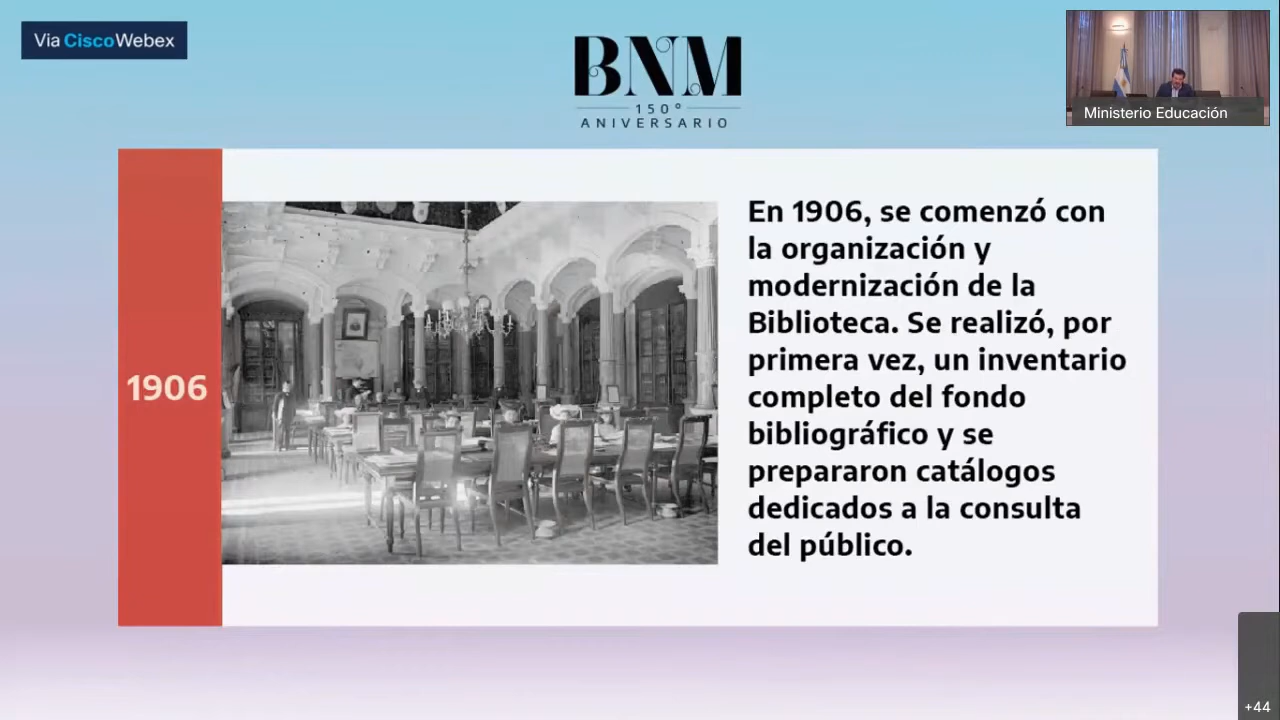 Vía CiscoWebex
BNM
150°
ANIVERSARIO
Ministerio Educación
1906
En 1906, se comenzó con
la organización y
modernización de la
Biblioteca. Se realizó, por
primera vez, un inventario
completo del fondo
bibliográfico y se
prepararon catálogos
dedicados a la consulta
del público.
+44